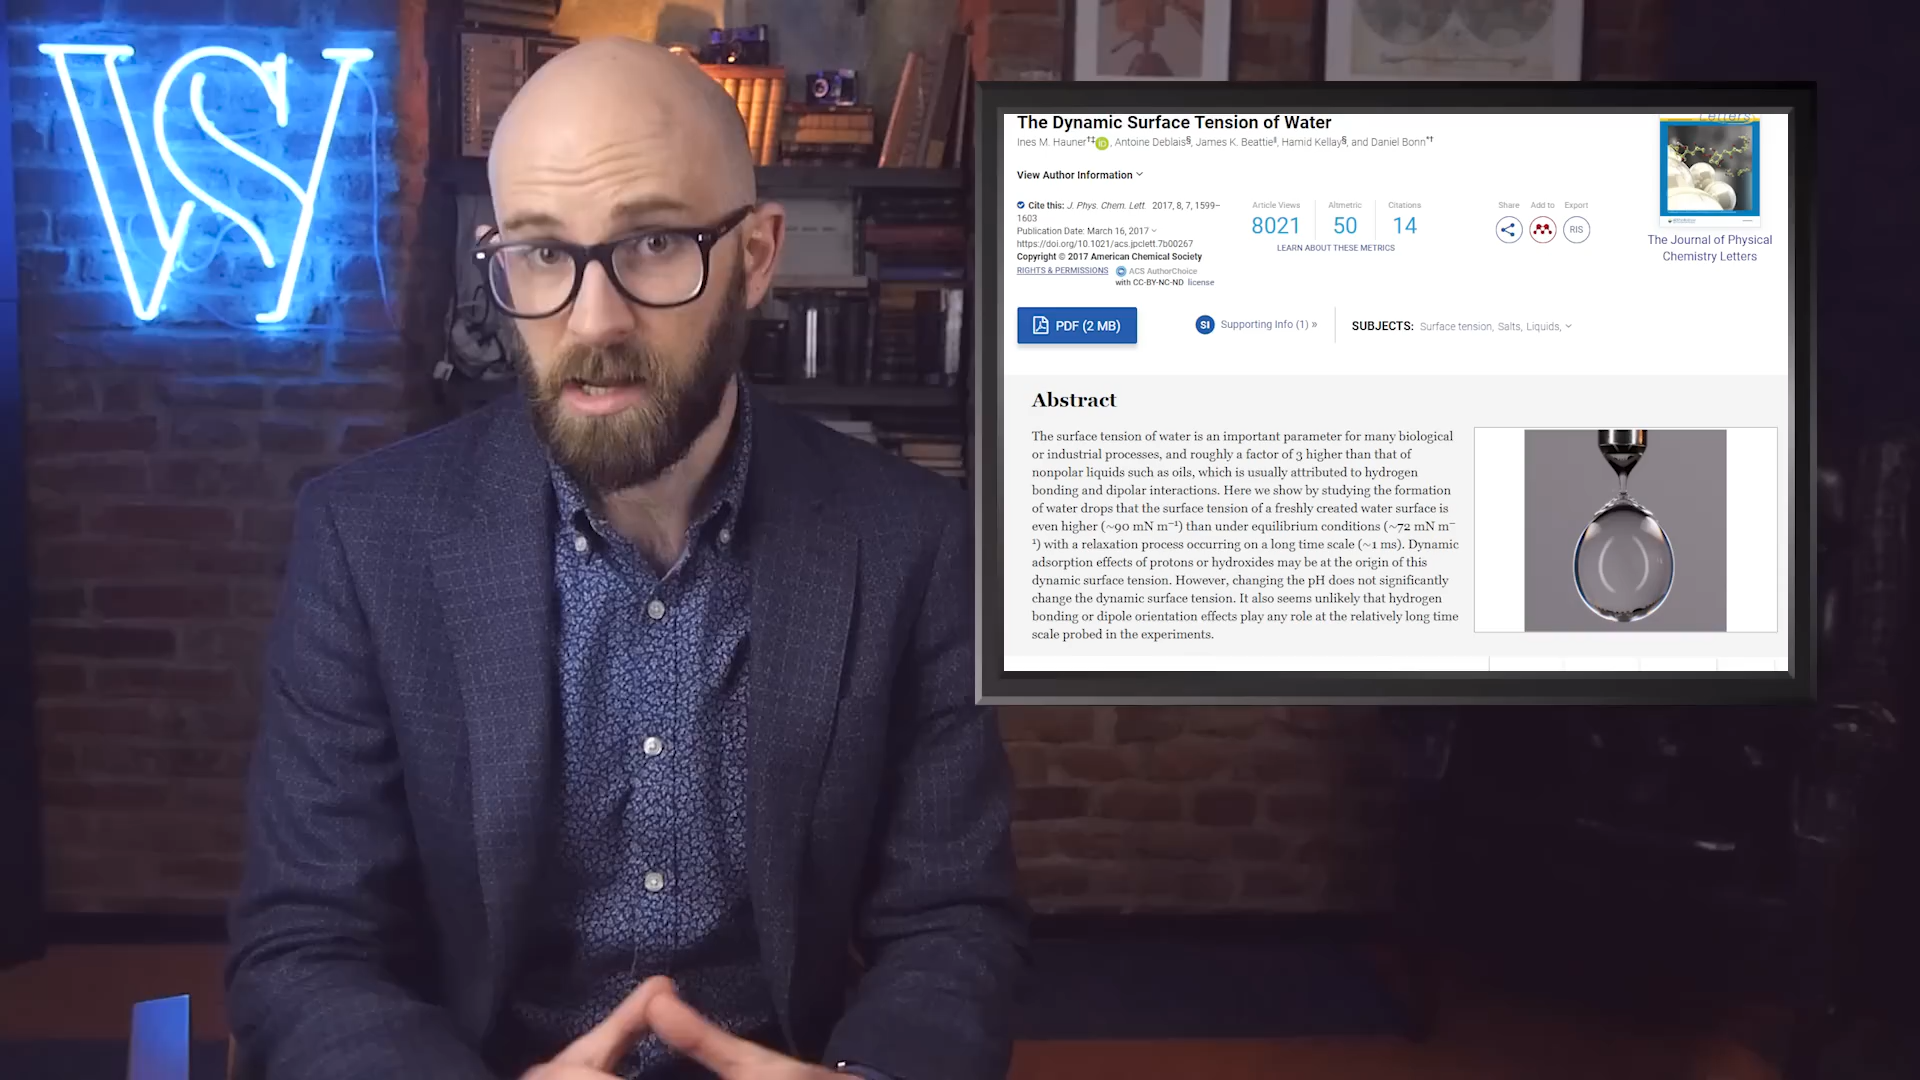 VS
Letters
The Dynamic Surface Tension of Water
Ines M. Hauner†‡ iD, Antoine Deblais§, James K. Beattie∥, Hamid Kellay§, and Daniel Bonn*†
View Author Information
Cite this: J. Phys. Chem. Lett. 2017, 8, 7, 1599–
1603
Publication Date: March 16, 2017
https://doi.org/10.1021/acs.jpclett.7b00267
Copyright © 2017 American Chemical Society
RIGHTS & PERMISSIONS ACS AuthorChoice
with CC-BY-NC-ND license
Article Views Altmetric Citations
8021 50 14
LEARN ABOUT THESE METRICS
Share Add to Export
RIS
The Journal of Physical
Chemistry Letters
PDF (2 MB)
SI Supporting Info (1) »
SUBJECTS: Surface tension, Salts, Liquids,
Abstract
The surface tension of water is an important parameter for many biological
or industrial processes, and roughly a factor of 3 higher than that of
nonpolar liquids such as oils, which is usually attributed to hydrogen
bonding and dipolar interactions. Here we show by studying the formation
of water drops that the surface tension of a freshly created water surface is
even higher (~90 mN m⁻¹) than under equilibrium conditions (~72 mN m⁻
¹) with a relaxation process occurring on a long time scale (~1 ms). Dynamic
adsorption effects of protons or hydroxides may be at the origin of this
dynamic surface tension. However, changing the pH does not significantly
change the dynamic surface tension. It also seems unlikely that hydrogen
bonding or dipole orientation effects play any role at the relatively long time
scale probed in the experiments.